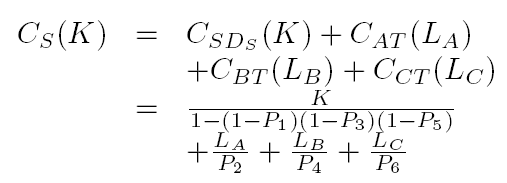 C_S(K) = C_{SD_S}(K) + C_{AT}(L_A)
+C_{BT}(L_B) + C_{CT}(L_C)
= \frac{K}{1-(1-P_1)(1-P_3)(1-P_5)}
+\frac{L_A}{P_2} + \frac{L_B}{P_4} + \frac{L_C}{P_6}